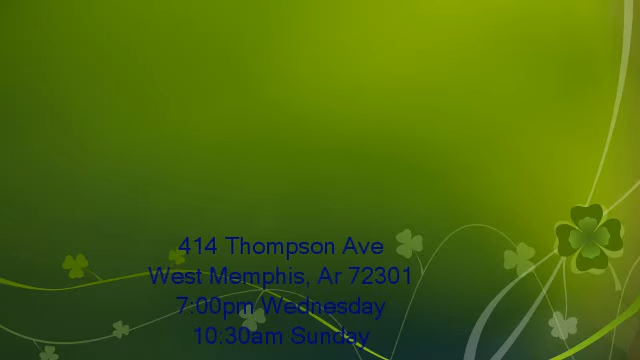 414 Thompson Ave
West Memphis, Ar 72301
7:00pm Wednesday
10:30am Sunday